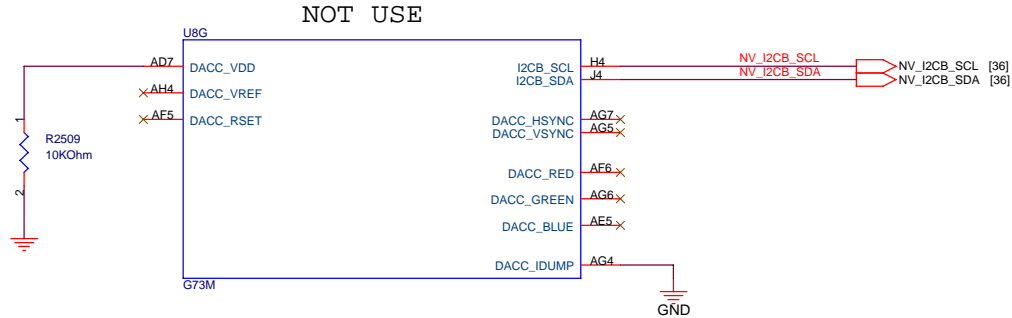 NOT USE
U8G
AD7 DACC_VDD
AH4 DACC_VREF
AF5 DACC_RSET
1
R2509
10KOhm
2
I2CB_SCL H4 NV_I2CB_SCL NV_I2CB_SCL [36]
I2CB_SDA J4 NV_I2CB_SDA NV_I2CB_SDA [36]
DACC_HSYNC AG7
DACC_VSYNC AG5
DACC_RED AF6
DACC_GREEN AG6
DACC_BLUE AE5
DACC_IDUMP AG4
G73M
GND